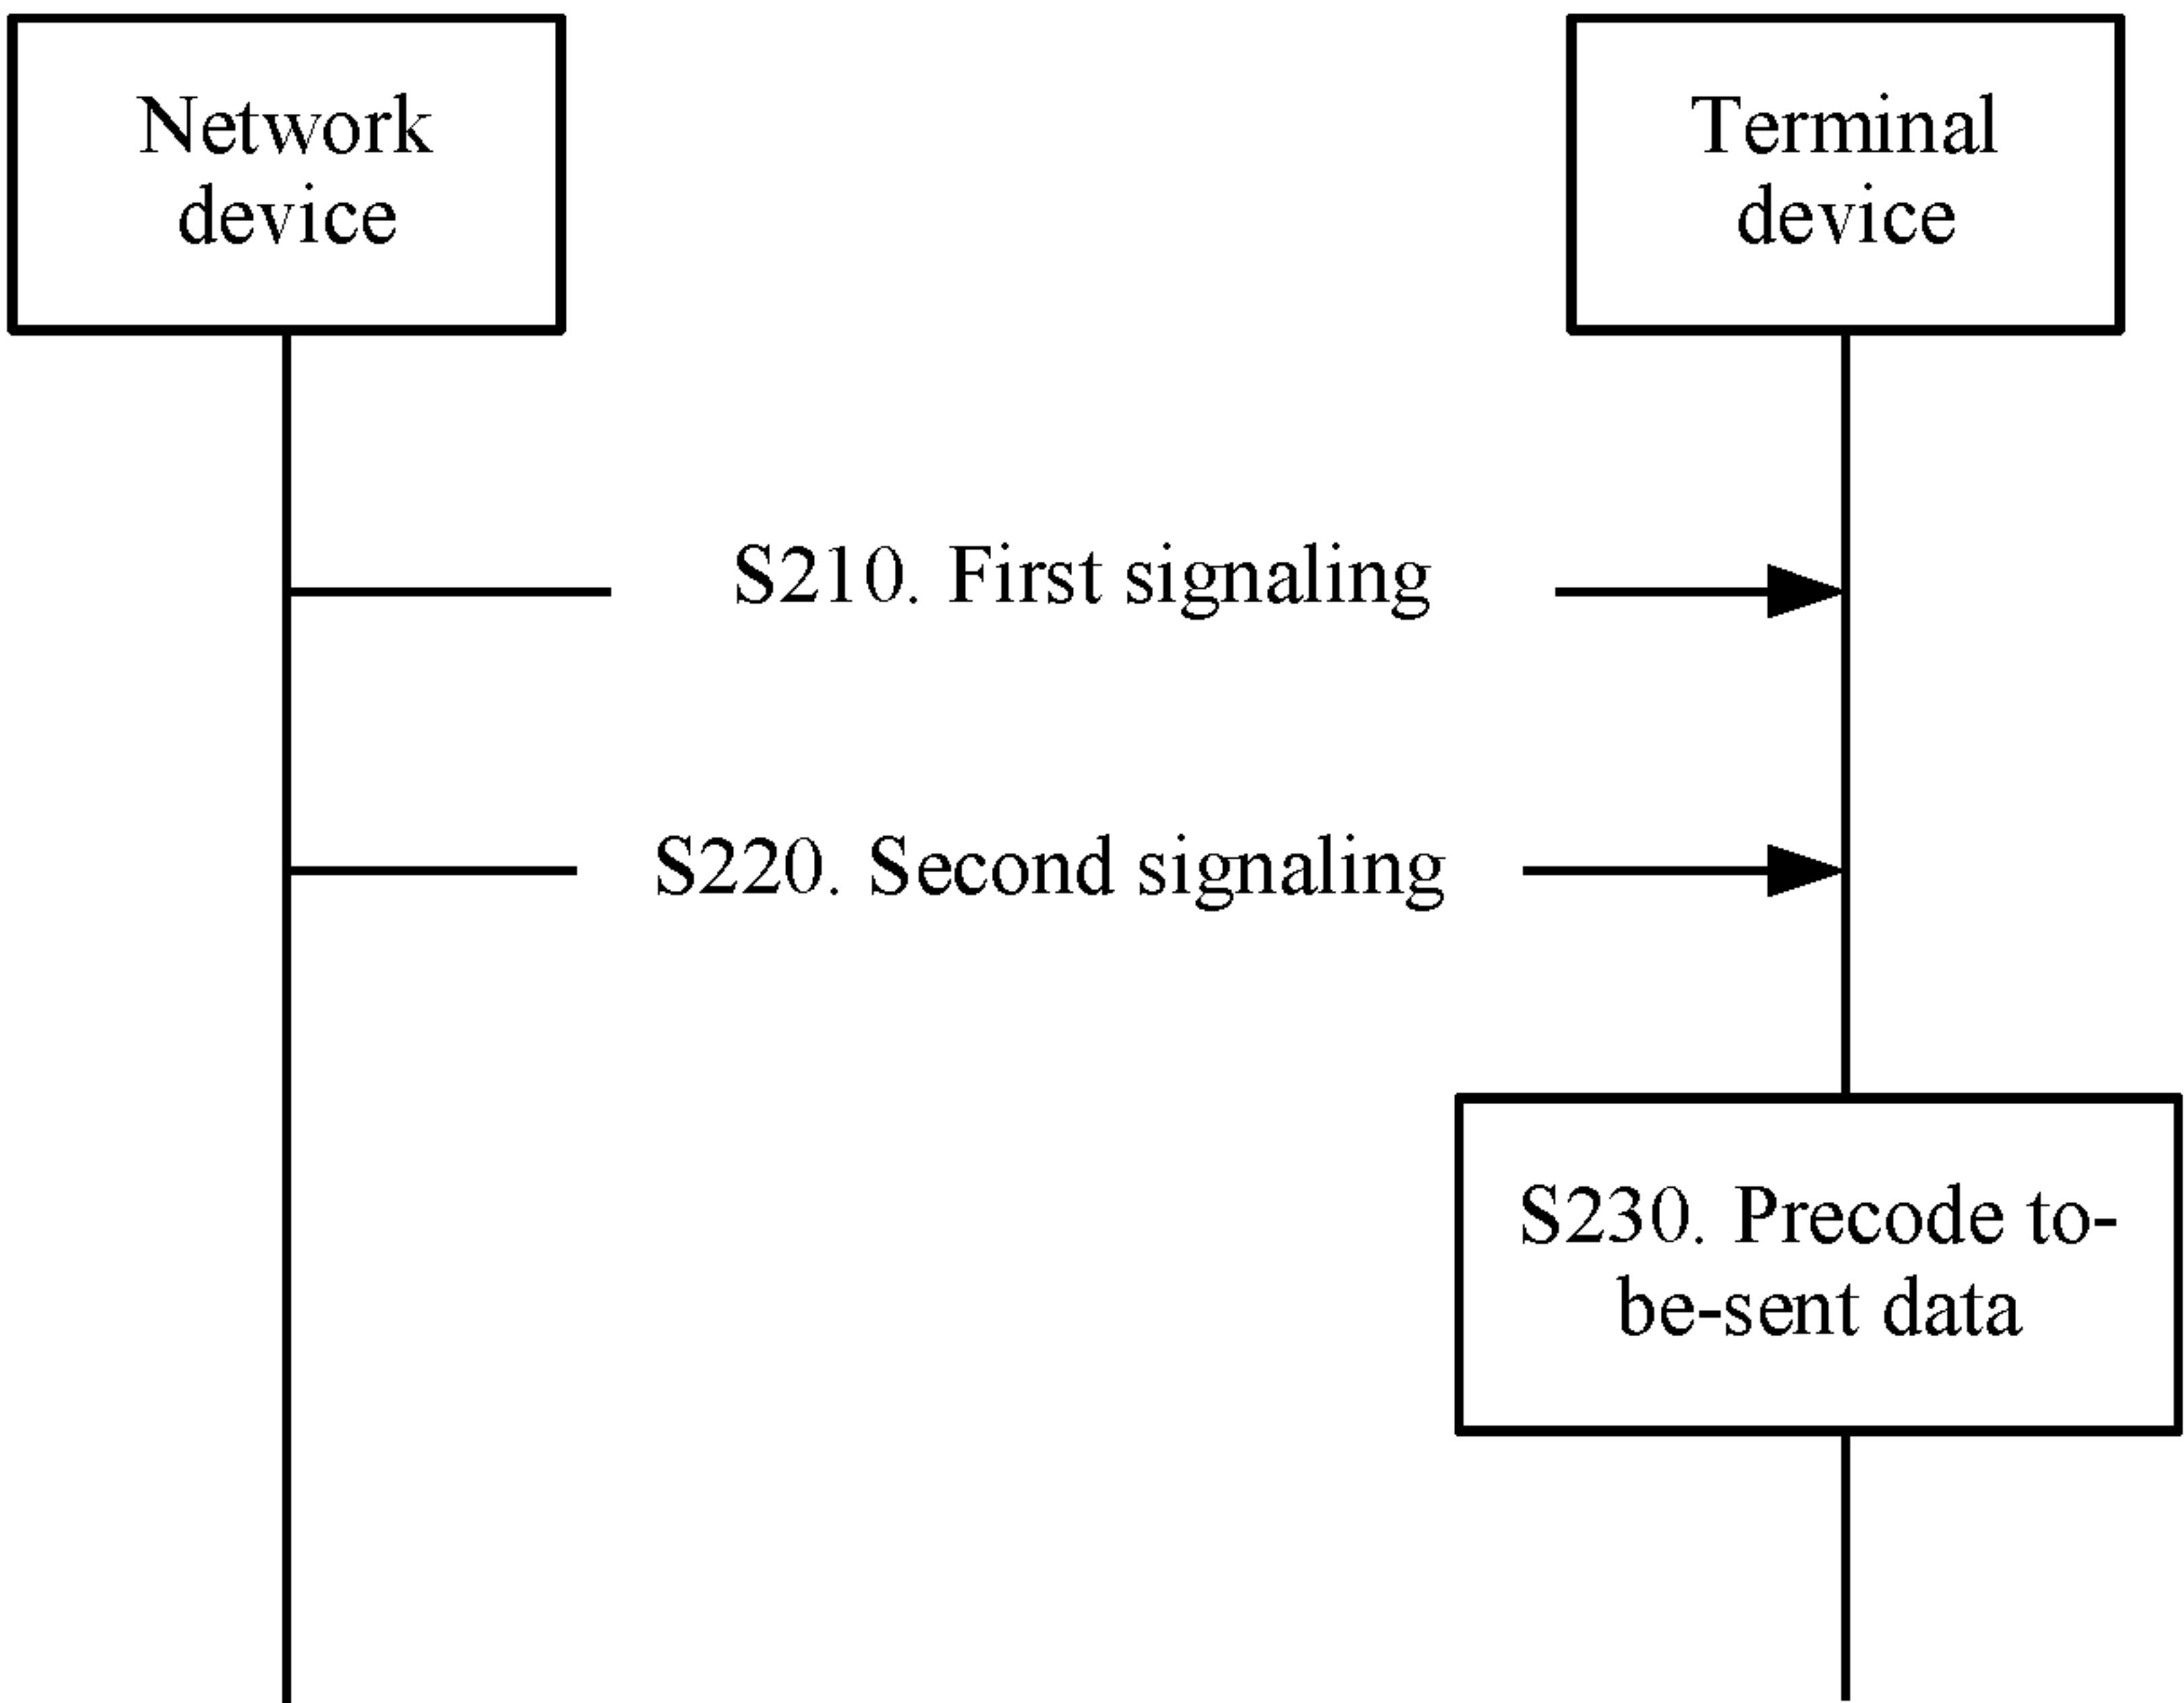 Network
device
Terminal
device
S210. First signaling
S220. Second signaling
S230. Precode to-
be-sent data